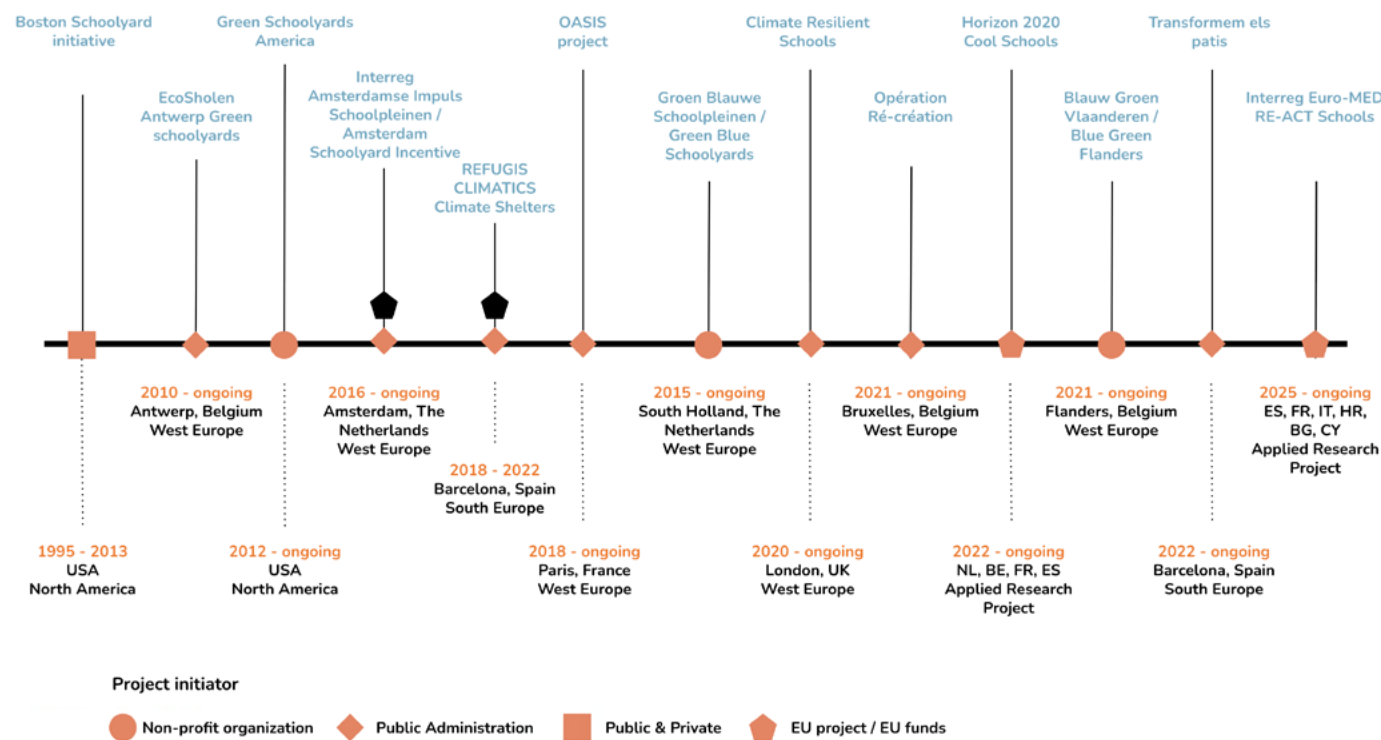 Boston Schoolyard
initiative
Green Schoolyards
America
OASIS
project
Climate Resilient
Schools
Horizon 2020
Cool Schools
Transformem els
patis
EcoSholen
Antwerp Green
schoolyards
Interreg
Amsterdamse Impuls
Schoolpleinen /
Amsterdam
Schoolyard Incentive
REFUGIS
CLIMATICS
Climate Shelters
Groen Blauwe
Schoolpleinen /
Green Blue
Schoolyards
Opération
Ré-création
Blauw Groen
Vlaanderen /
Blue Green
Flanders
Interreg Euro-MED
RE-ACT Schools
2010 - ongoing
Antwerp, Belgium
West Europe
2016 - ongoing
Amsterdam, The
Netherlands
West Europe
2018 - 2022
Barcelona, Spain
South Europe
2015 - ongoing
South Holland, The
Netherlands
West Europe
2021 - ongoing
Bruxelles, Belgium
West Europe
2021 - ongoing
Flanders, Belgium
West Europe
2025 - ongoing
ES, FR, IT, HR,
BG, CY
Applied Research
Project
1995 - 2013
USA
North America
2012 - ongoing
USA
North America
2018 - ongoing
Paris, France
West Europe
2020 - ongoing
London, UK
West Europe
2022 - ongoing
NL, BE, FR, ES
Applied Research
Project
2022 - ongoing
Barcelona, Spain
South Europe
Project initiator
Non-profit organization
Public Administration
Public & Private
EU project / EU funds